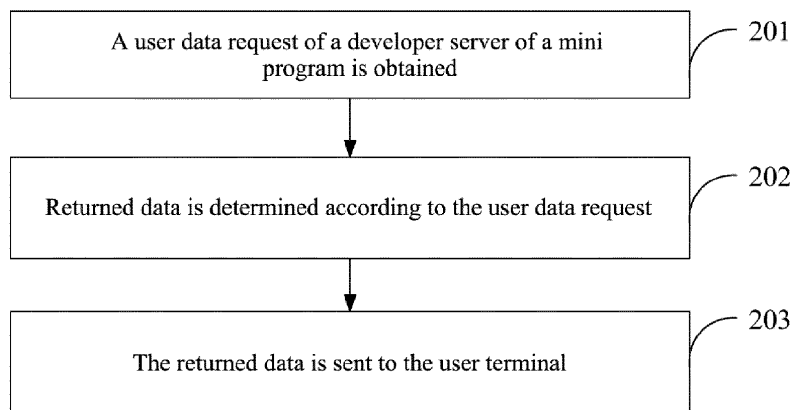 A user data request of a developer server of a mini
program is obtained
201
Returned data is determined according to the user data request
202
The returned data is sent to the user terminal
203